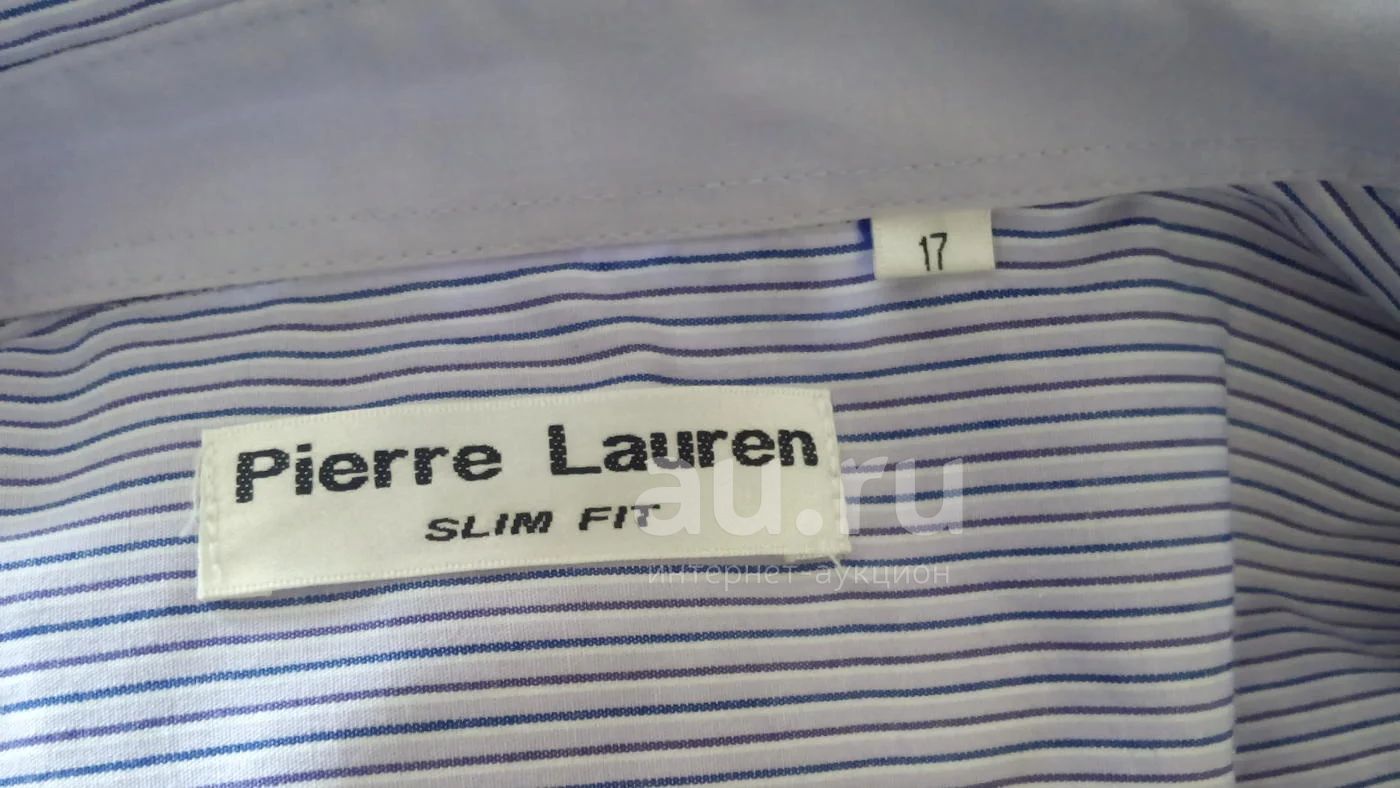 17
Pierre Lauren
SLIM FIT
au.ru
интернет-аукцион